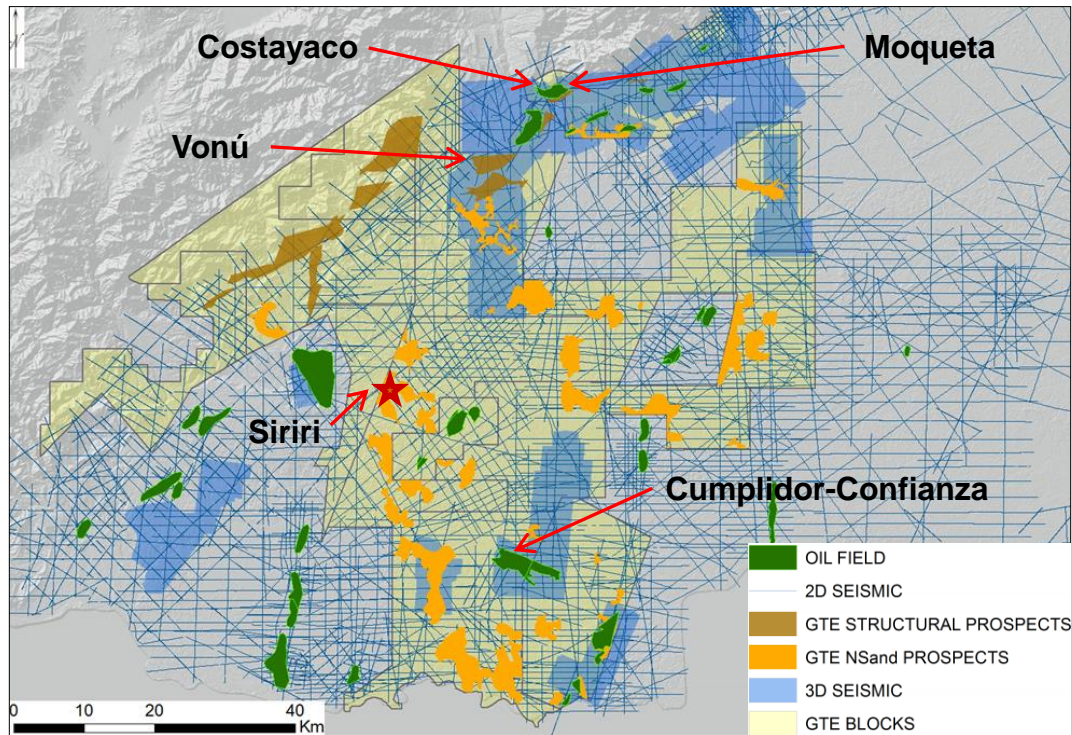 Costayaco
Moqueta
Vonú
Siriri
Cumplidor-Confianza
OIL FIELD
2D SEISMIC
GTE STRUCTURAL PROSPECTS
GTE NSand PROSPECTS
3D SEISMIC
GTE BLOCKS
0 10 20 40
Km